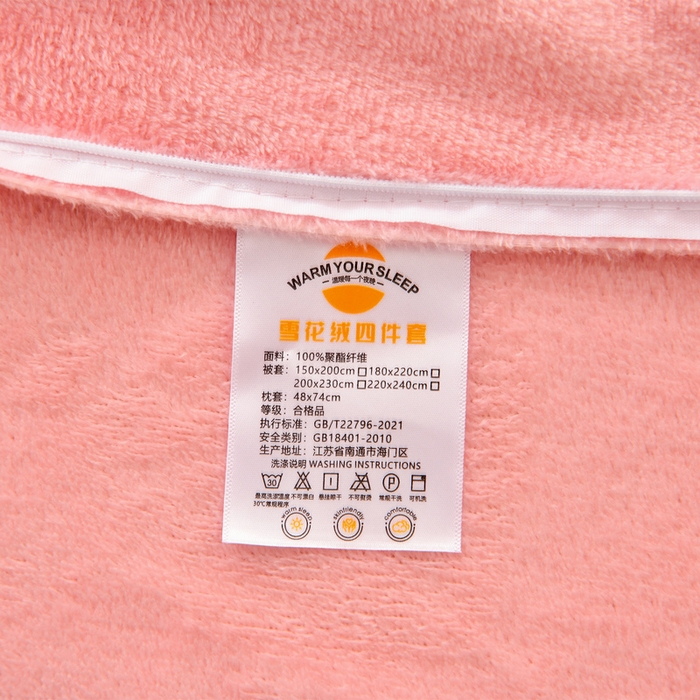 WARM YOUR SLEEP
温暖每一个夜晚
雪花绒四件套
面料：100%聚酯纤维
被套：150x200cm□180x220cm□
200x230cm□220x240cm□
枕套：48x74cm
等级：合格品
执行标准：GB/T22796-2021
安全类别：GB18401-2010
生产地址：江苏省南通市海门区
洗涤说明 WASHING INSTRUCTIONS
30 P
最高洗涤温度 不可漂白 悬挂晾干 不可熨烫 常规干洗 可机洗
30℃常规程序
warm sleep skinfriendly comfortable